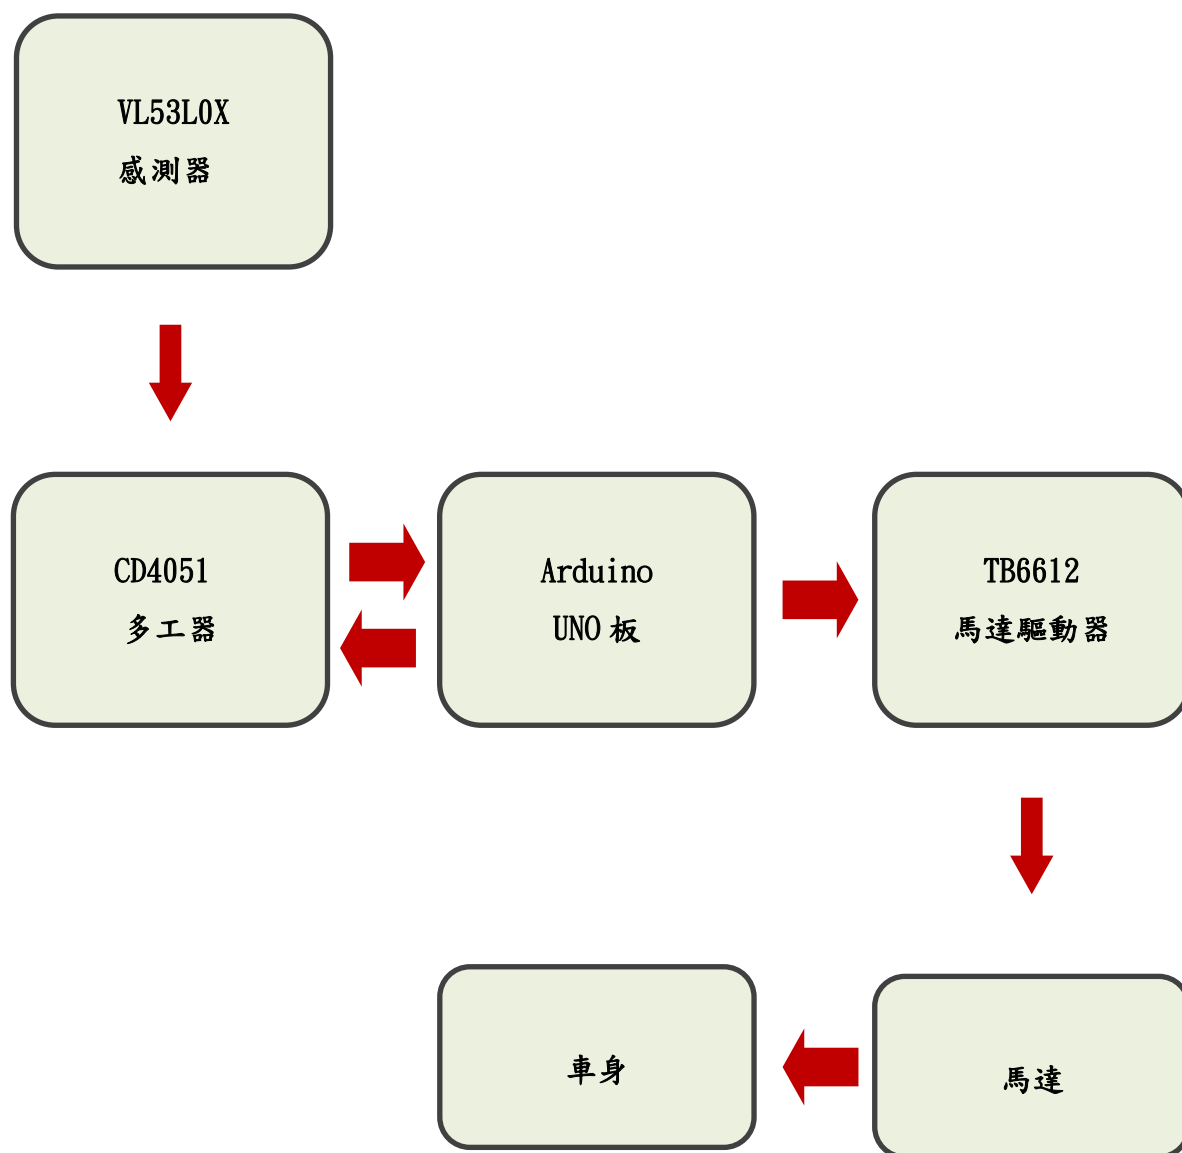 VL53L0X
感測器
CD4051
多工器
Arduino
UNO 板
TB6612
馬達驅動器
車身
馬達